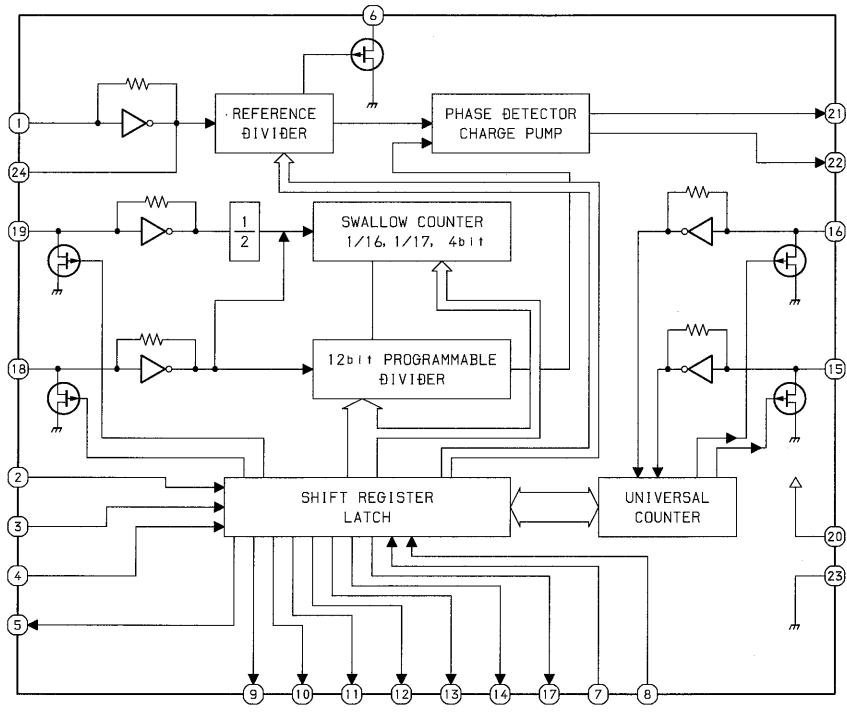 6
REFERENCE
DIVIDER
PHASE DETECTOR
CHARGE PUMP
1
21
24
22
19
1
2
SWALLOW COUNTER
1/16, 1/17, 4bit
16
18
12bit PROGRAMMABLE
DIVIDER
15
2
SHIFT REGISTER
LATCH
UNIVERSAL
COUNTER
3
20
4
23
5
9
10
11
12
13
14
17
7
8